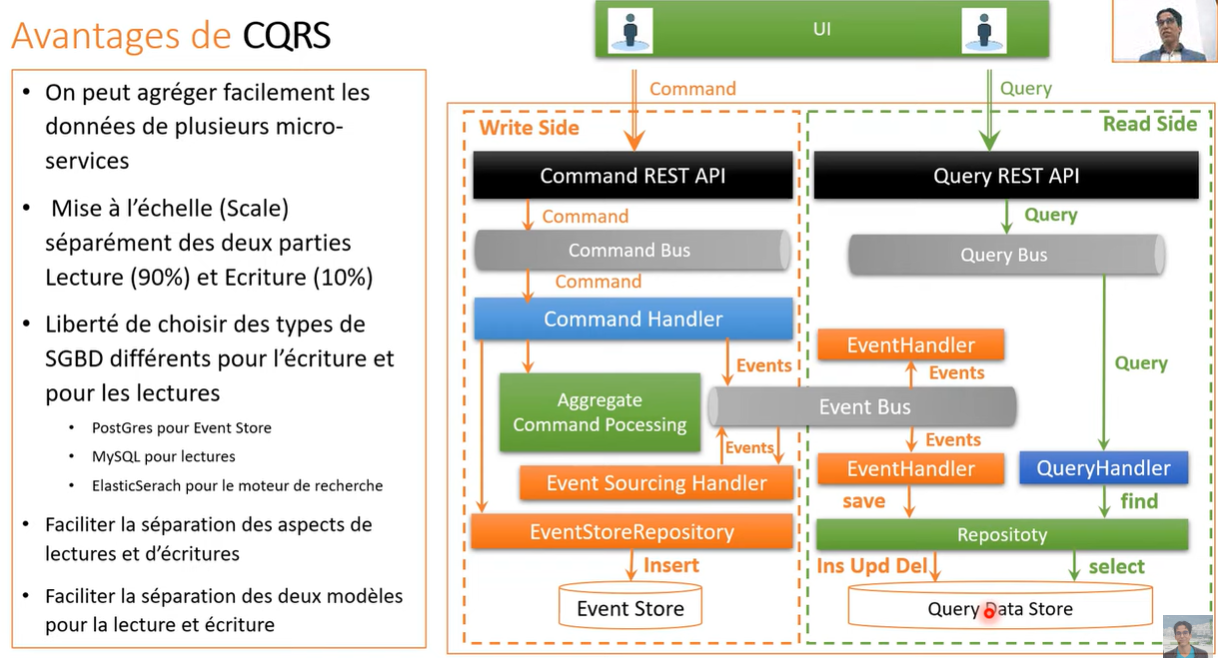 Avantages de CQRS
• On peut agréger facilement les
données de plusieurs micro-
services
• Mise à l’échelle (Scale)
séparément des deux parties
Lecture (90%) et Ecriture (10%)
• Liberté de choisir des types de
SGBD différents pour l’écriture et
pour les lectures
• PostGres pour Event Store
• MySQL pour lectures
• ElasticSerach pour le moteur de recherche
• Faciliter la séparation des aspects de
lectures et d’écritures
• Faciliter la séparation des deux modèles
pour la lecture et écriture
UI
Command
Query
Write Side
Read Side
Command REST API
Query REST API
Command
Query
Command Bus
Query Bus
Command
Command Handler
EventHandler
Events
Events
Query
Aggregate
Command Pocessing
Event Bus
Events
Events
Event Sourcing Handler
EventHandler
QueryHandler
save
find
EventStoreRepository
Repositoty
Insert
Ins Upd Del
select
Event Store
Query Data Store